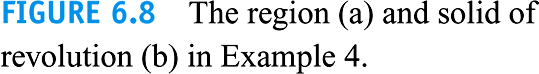 FIGURE 6.8 The region (a) and solid of
revolution (b) in Example 4.